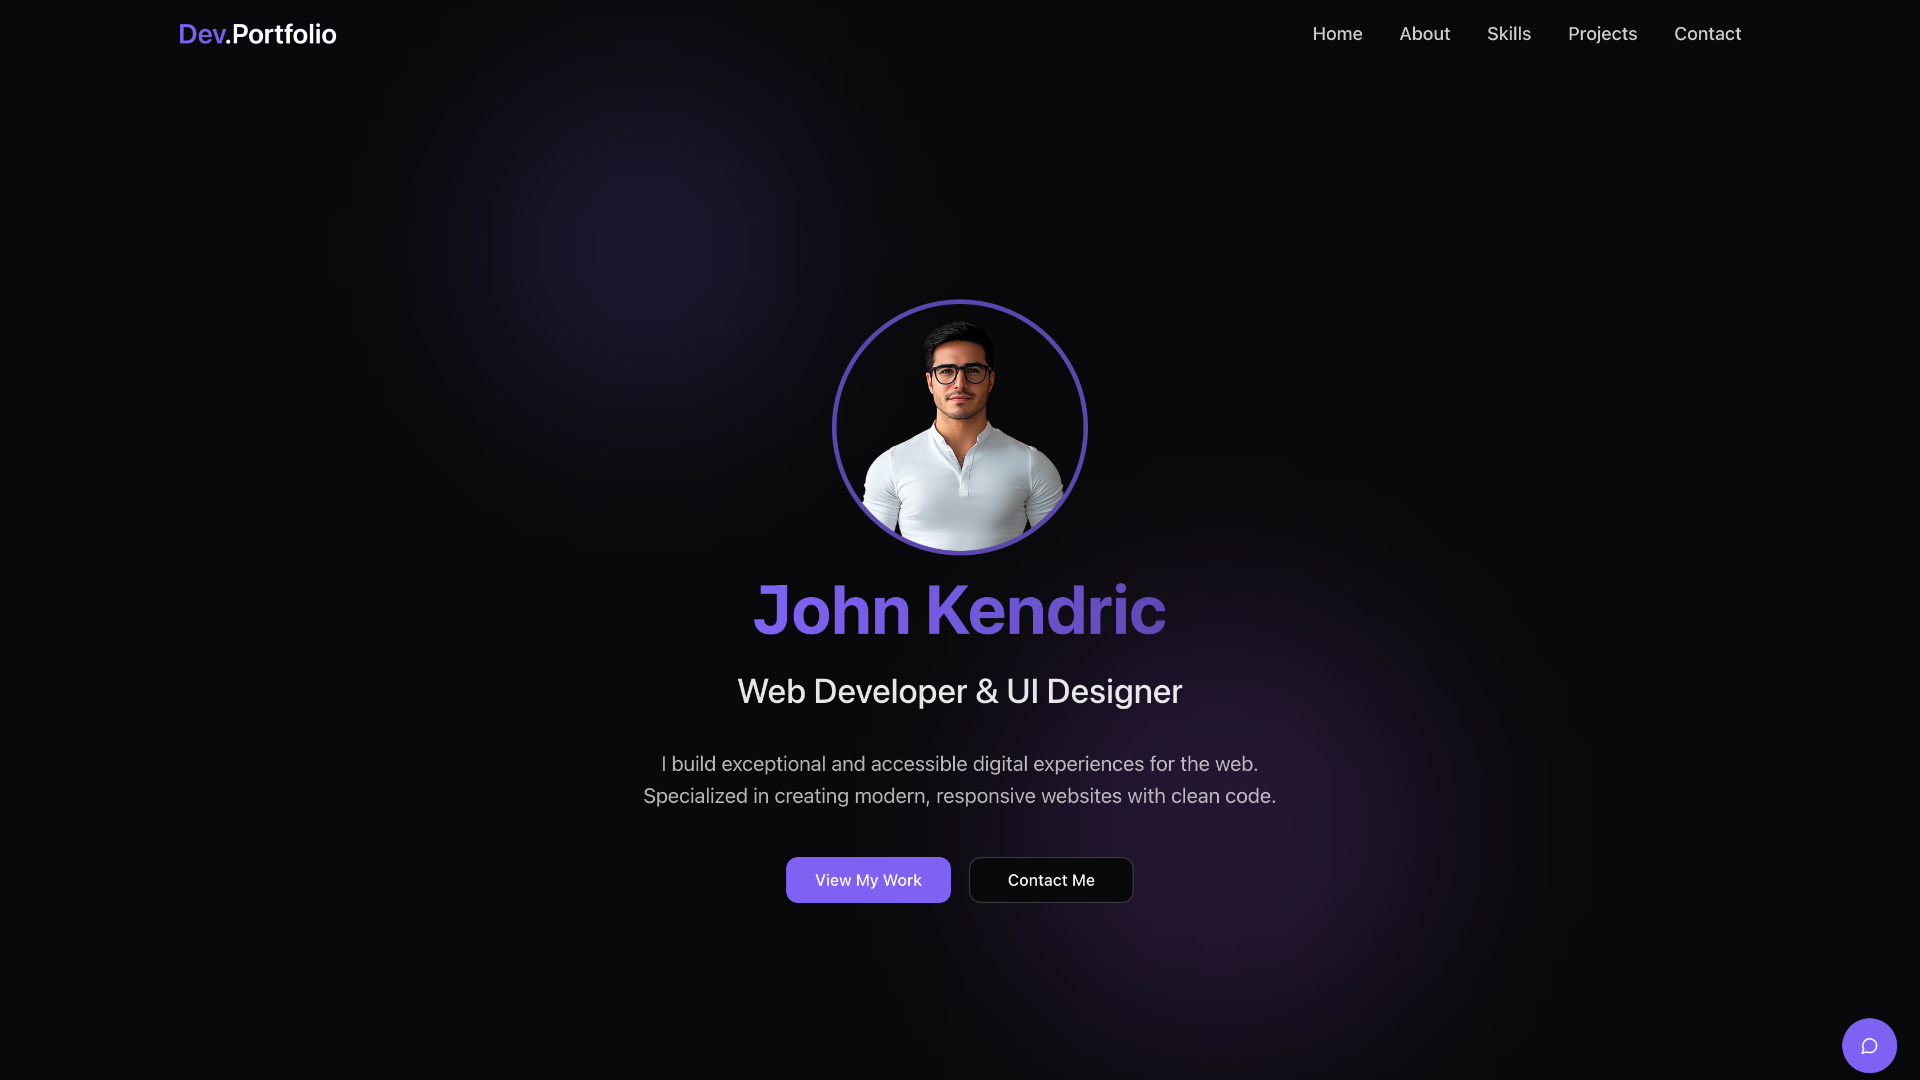 Dev.Portfolio
Home
About
Skills
Projects
Contact
John Kendric
Web Developer & UI Designer
I build exceptional and accessible digital experiences for the web.
Specialized in creating modern, responsive websites with clean code.
View My Work
Contact Me